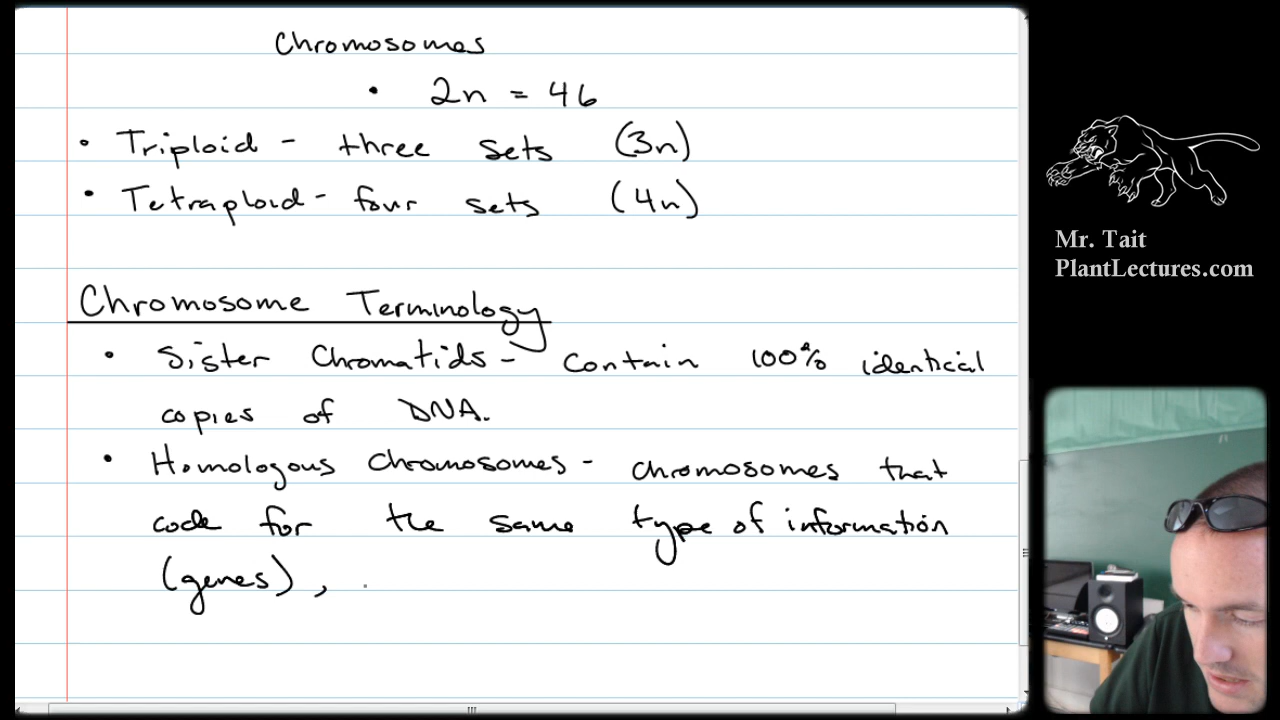 Chromosomes
• 2n = 46
• Triploid - three sets (3n)
• Tetraploid - four sets (4n)
Chromosome Terminology
• Sister Chromatids - contain 100% identical
copies of DNA.
• Homologous Chromosomes - chromosomes that
code for the same type of information
(genes) ,
Mr. Tait
PlantLectures.com